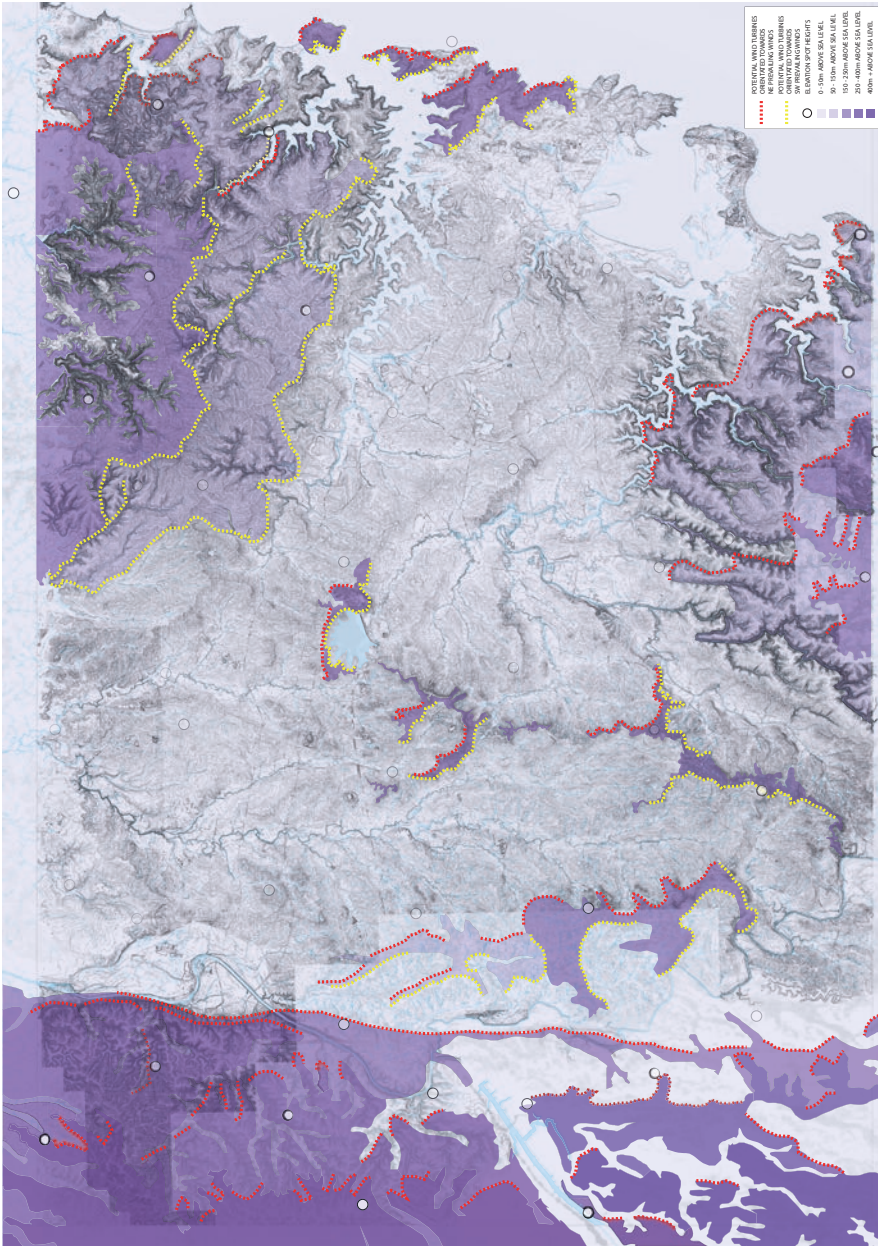 POTENTIAL WIND TURBINES
ORIENTATED TOWARDS
NE PREVAILING WINDS
POTENTIAL WIND TURBINES
ORIENTATED TOWARDS
SW PREVAILING WINDS
ELEVATION SPOT HEIGHTS
0 - 50m ABOVE SEA LEVEL
50 - 150m ABOVE SEA LEVEL
150 - 250m ABOVE SEA LEVEL
250 - 400m ABOVE SEA LEVEL
400m + ABOVE SEA LEVEL